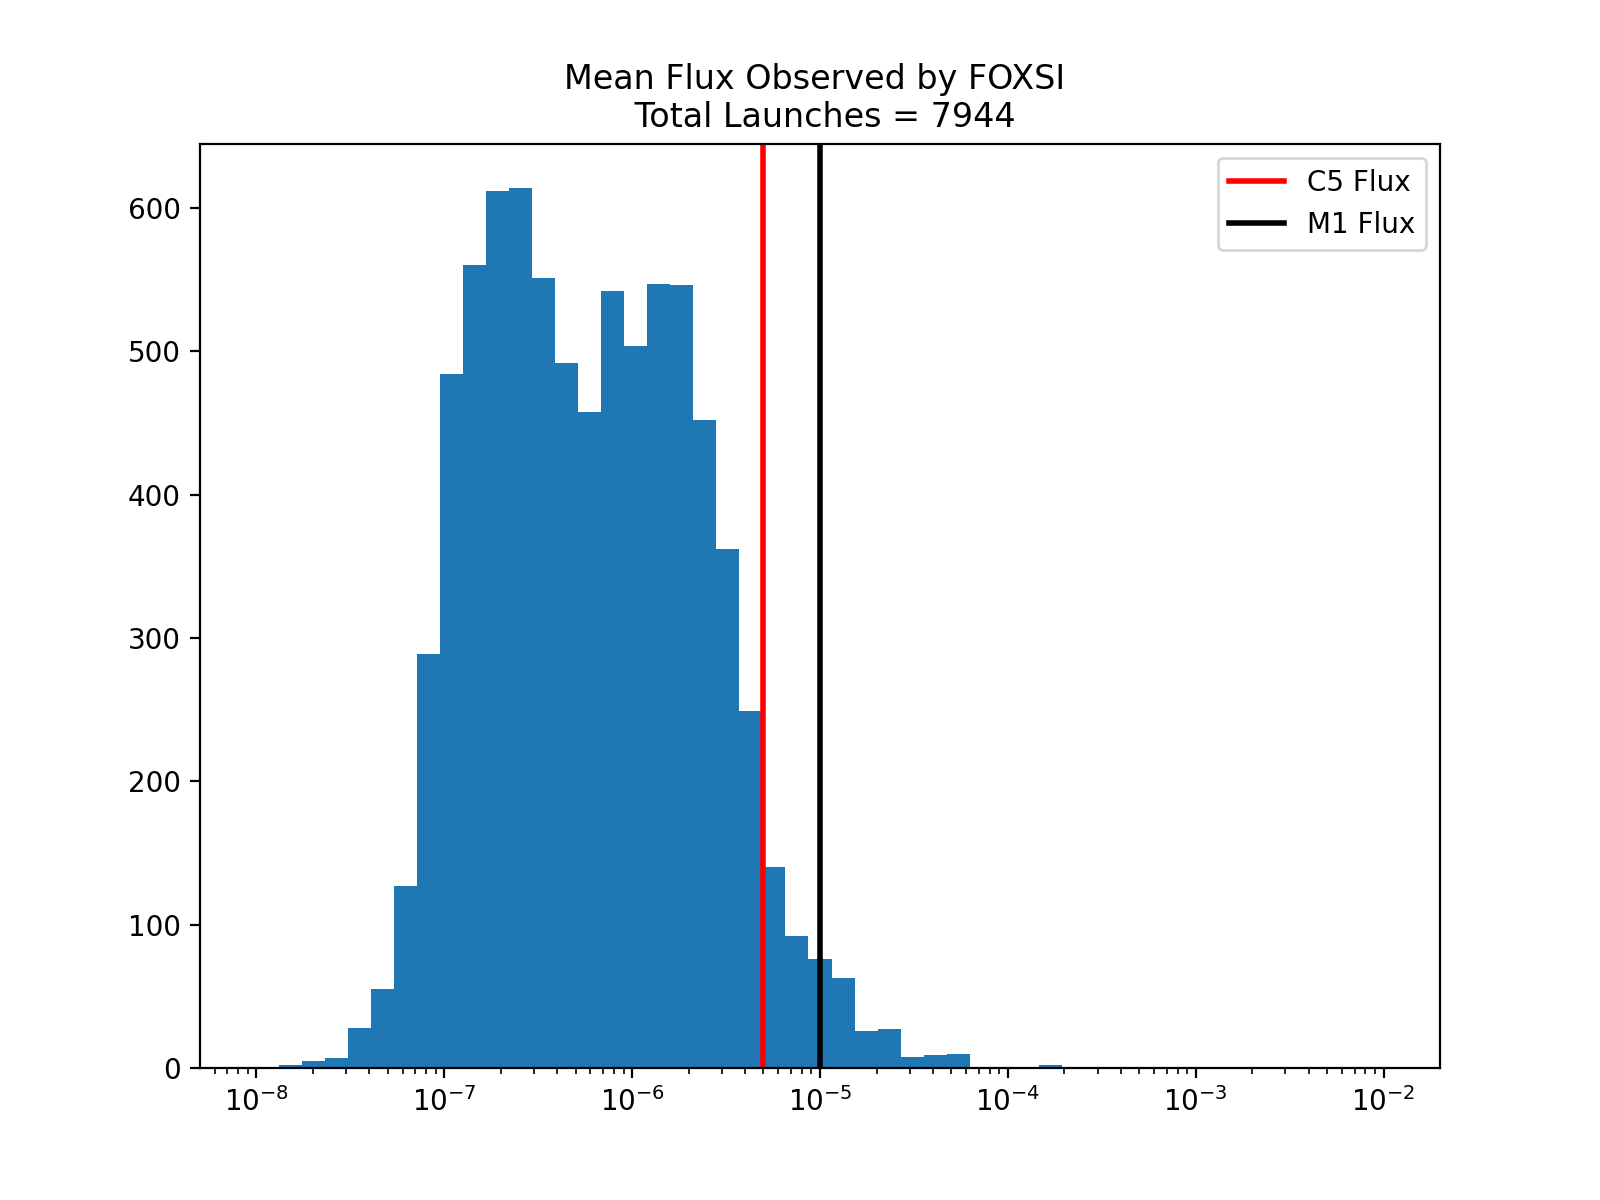 Mean Flux Observed by FOXSI
Total Launches = 7944
C5 Flux
M1 Flux
600
500
400
300
200
100
0
10⁻⁸ 10⁻⁷ 10⁻⁶ 10⁻⁵ 10⁻⁴ 10⁻³ 10⁻²